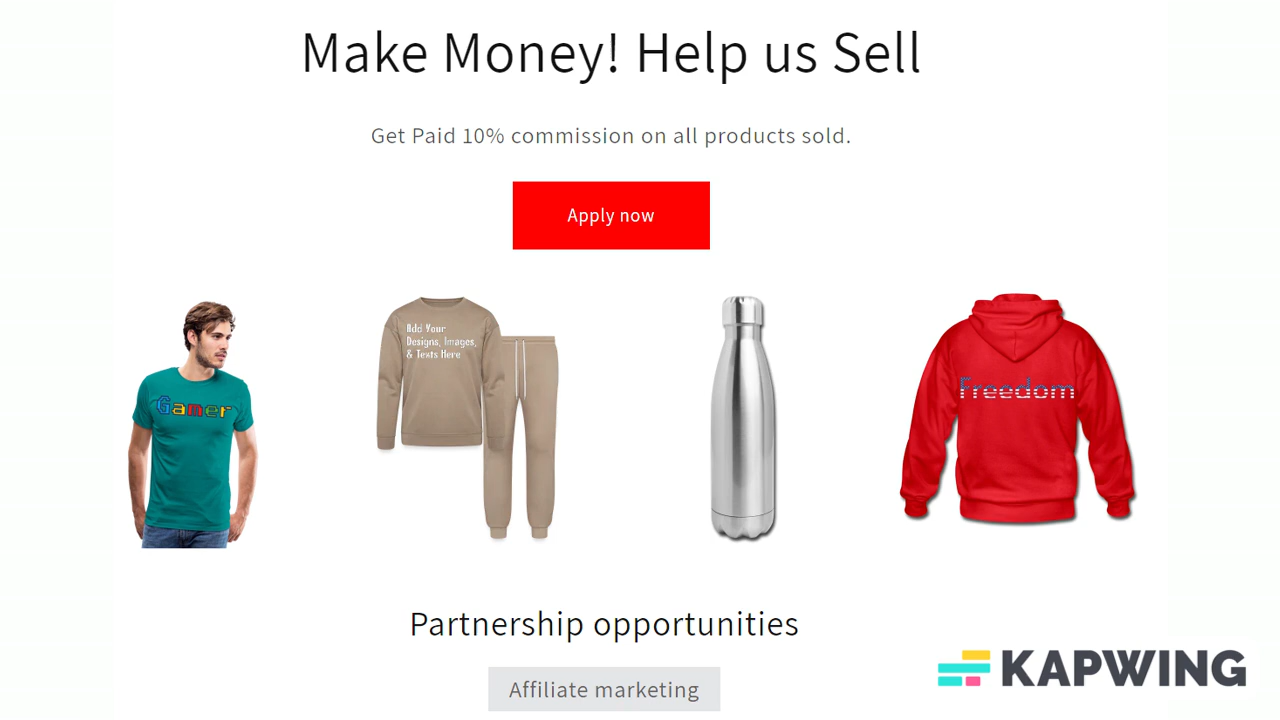 Make Money! Help us Sell
Get Paid 10% commission on all products sold.
Apply now
Gamer
Add Your
Designs, Images,
& Texts Here
Freedom
Partnership opportunities
Affiliate marketing
KAPWING